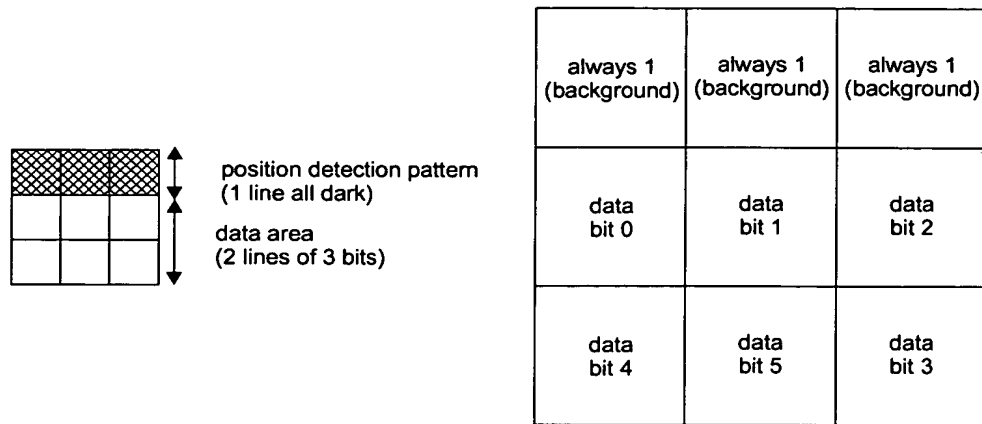 position detection pattern
(1 line all dark)
data area
(2 lines of 3 bits)
always 1
(background)
always 1
(background)
always 1
(background)
data
bit 0
data
bit 1
data
bit 2
data
bit 4
data
bit 5
data
bit 3